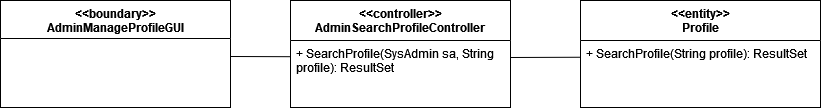 <<boundary>>
AdminManageProfileGUI
<<controller>>
AdminSearchProfileController
+ SearchProfile(SysAdmin sa, String
profile): ResultSet
<<entity>>
Profile
+ SearchProfile(String profile): ResultSet